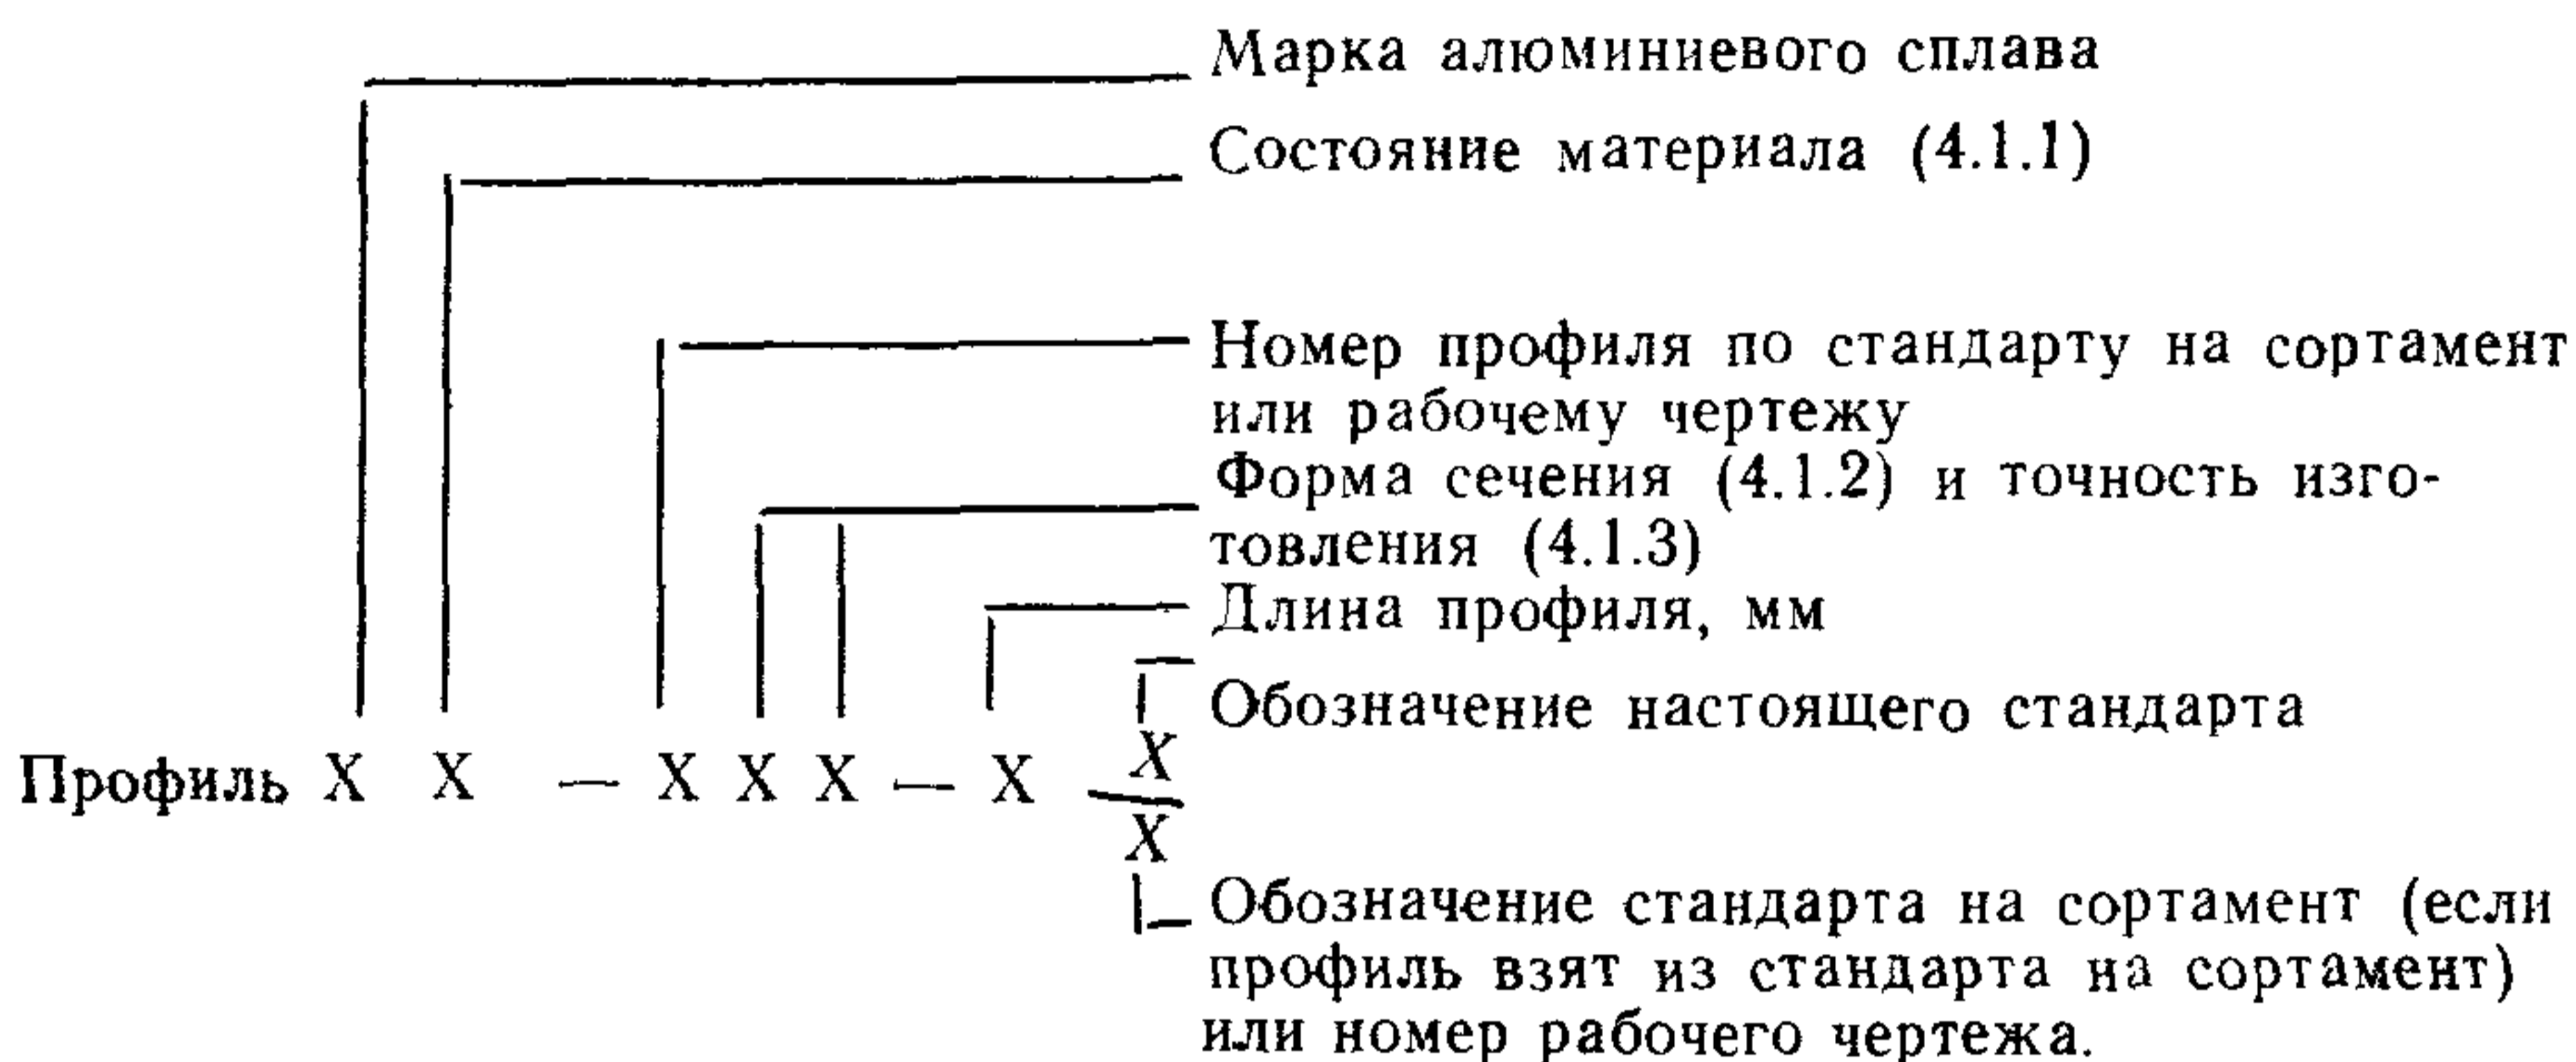 Марка алюминиевого сплава
Состояние материала (4.1.1)
Номер профиля по стандарту на сортамент
или рабочему чертежу
Форма сечения (4.1.2) и точность изго-
товления (4.1.3)
Длина профиля, мм
Обозначение настоящего стандарта
X
Профиль X X — X X X — X
X
Обозначение стандарта на сортамент (если
профиль взят из стандарта на сортамент)
или номер рабочего чертежа.